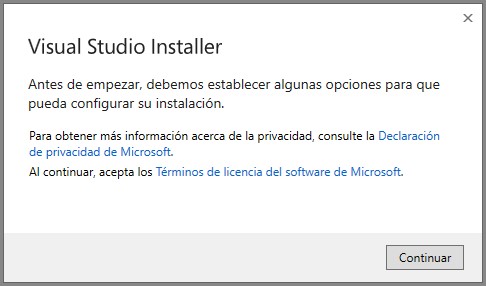 Visual Studio Installer
Antes de empezar, debemos establecer algunas opciones para que
pueda configurar su instalación.
Para obtener más información acerca de la privacidad, consulte la Declaración
de privacidad de Microsoft.
Al continuar, acepta los Términos de licencia del software de Microsoft.
Continuar